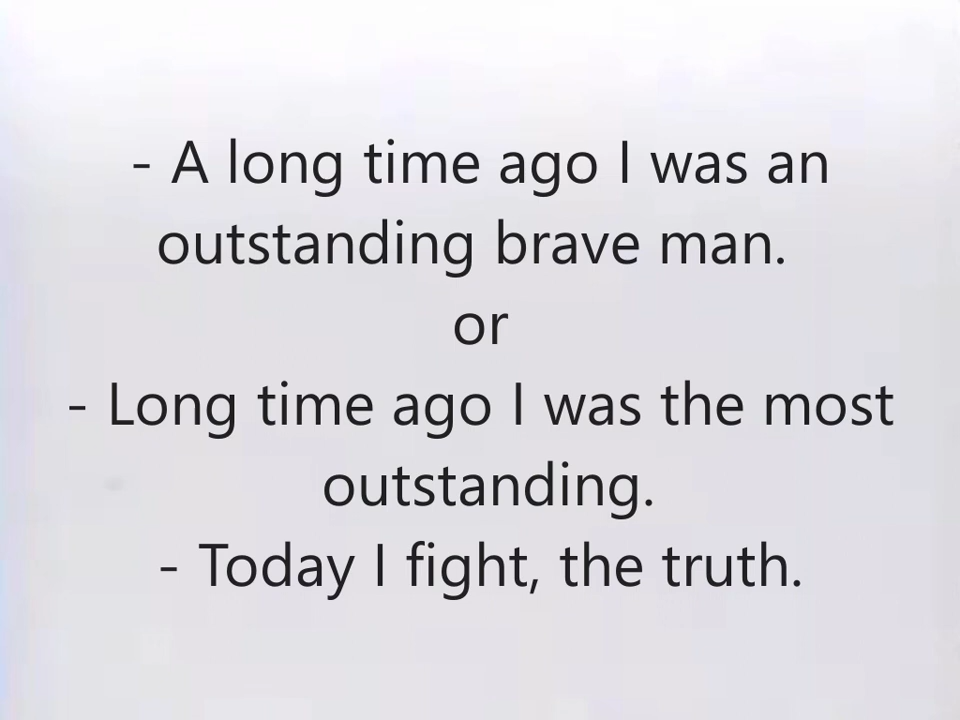 - A long time ago I was an
outstanding brave man.
or
- Long time ago I was the most
outstanding.
- Today I fight, the truth.